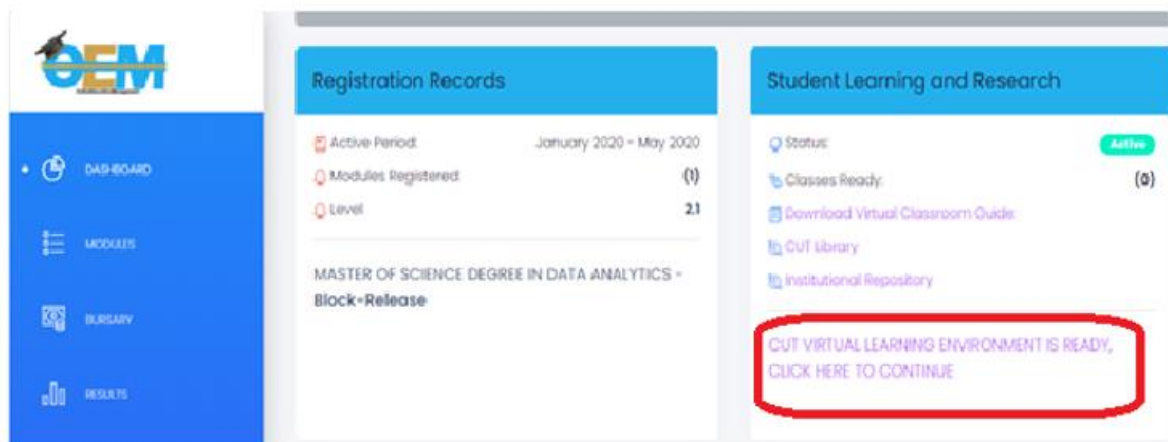 OEM
Registration Records
Student Learning and Research
Active Period:
January 2020 - May 2020
Modules Registered:
(1)
Level
2.1
MASTER OF SCIENCE DEGREE IN DATA ANALYTICS -
Block-Release
Status:
Active
Classes Ready:
(0)
Download Virtual Classroom Guide:
CUT Library
Institutional Repository
CUT VIRTUAL LEARNING ENVIRONMENT IS READY,
CLICK HERE TO CONTINUE
DASHBOARD
MODULES
BURSARY
RESULTS